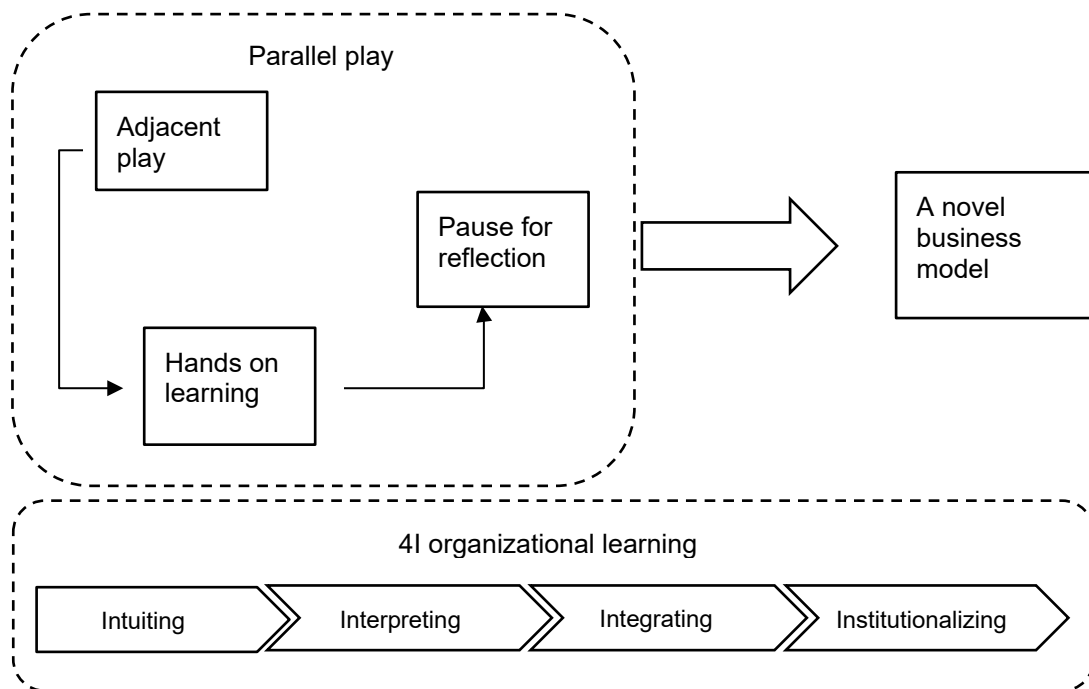 Parallel play
Adjacent
play
Pause for
reflection
Hands on
learning
A novel
business
model
4I organizational learning
Intuiting
Interpreting
Integrating
Institutionalizing